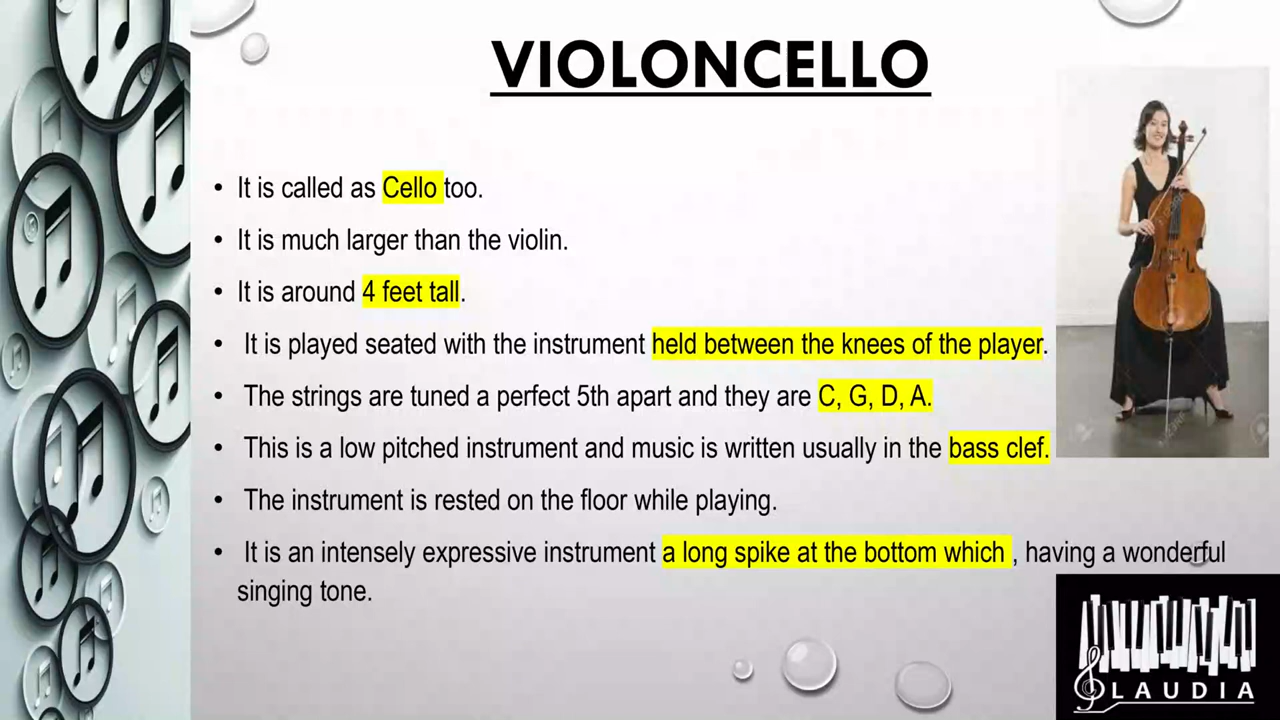 VIOLONCELLO
• It is called as Cello too.
• It is much larger than the violin.
• It is around 4 feet tall.
• It is played seated with the instrument held between the knees of the player.
• The strings are tuned a perfect 5th apart and they are C, G, D, A.
• This is a low pitched instrument and music is written usually in the bass clef.
• The instrument is rested on the floor while playing.
• It is an intensely expressive instrument a long spike at the bottom which , having a wonderful
singing tone.
LAUDIA